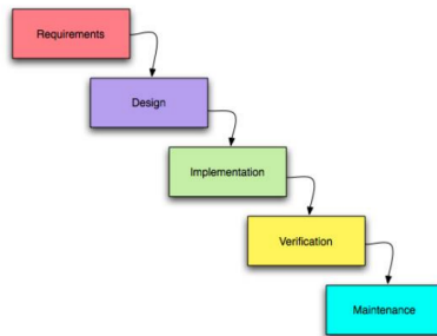 Requirements
Design
Implementation
Verification
Maintenance